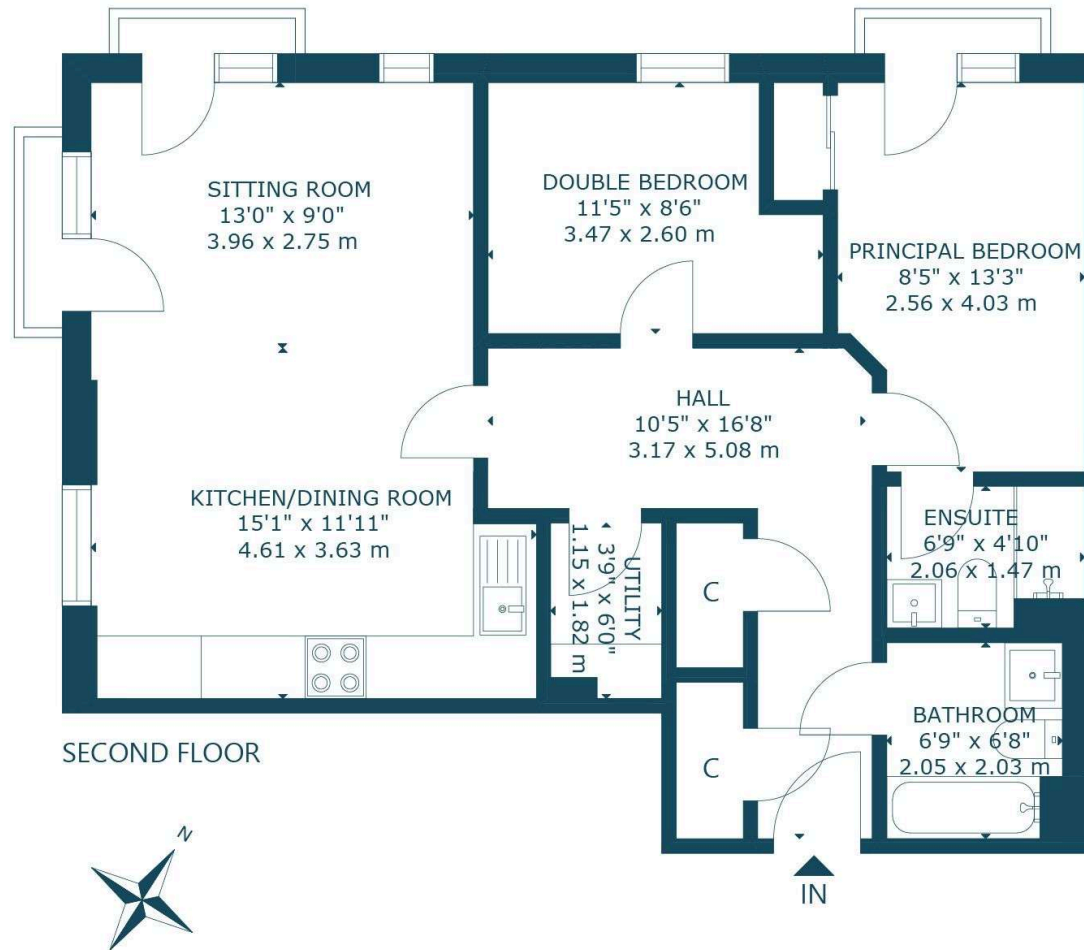 SITTING ROOM
13'0" x 9'0"
3.96 x 2.75 m
DOUBLE BEDROOM
11'5" x 8'6"
3.47 x 2.60 m
PRINCIPAL BEDROOM
8'5" x 13'3"
2.56 x 4.03 m
HALL
10'5" x 16'8"
3.17 x 5.08 m
KITCHEN/DINING ROOM
15'1" x 11'11"
4.61 x 3.63 m
UTILITY
3'9" x 6'0"
1.15 x 1.82 m
ENSUITE
6'9" x 4'10"
2.06 x 1.47 m
C
C
BATHROOM
6'9" x 6'8"
2.05 x 2.03 m
SECOND FLOOR
N
IN